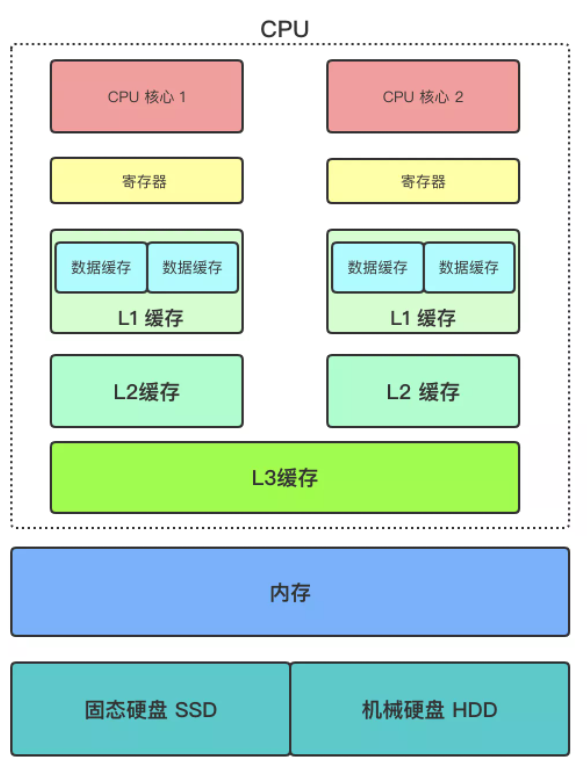 CPU
CPU 核心 1
CPU 核心 2
寄存器
寄存器
数据缓存
数据缓存
数据缓存
数据缓存
L1 缓存
L1 缓存
L2缓存
L2 缓存
L3缓存
内存
固态硬盘 SSD
机械硬盘 HDD